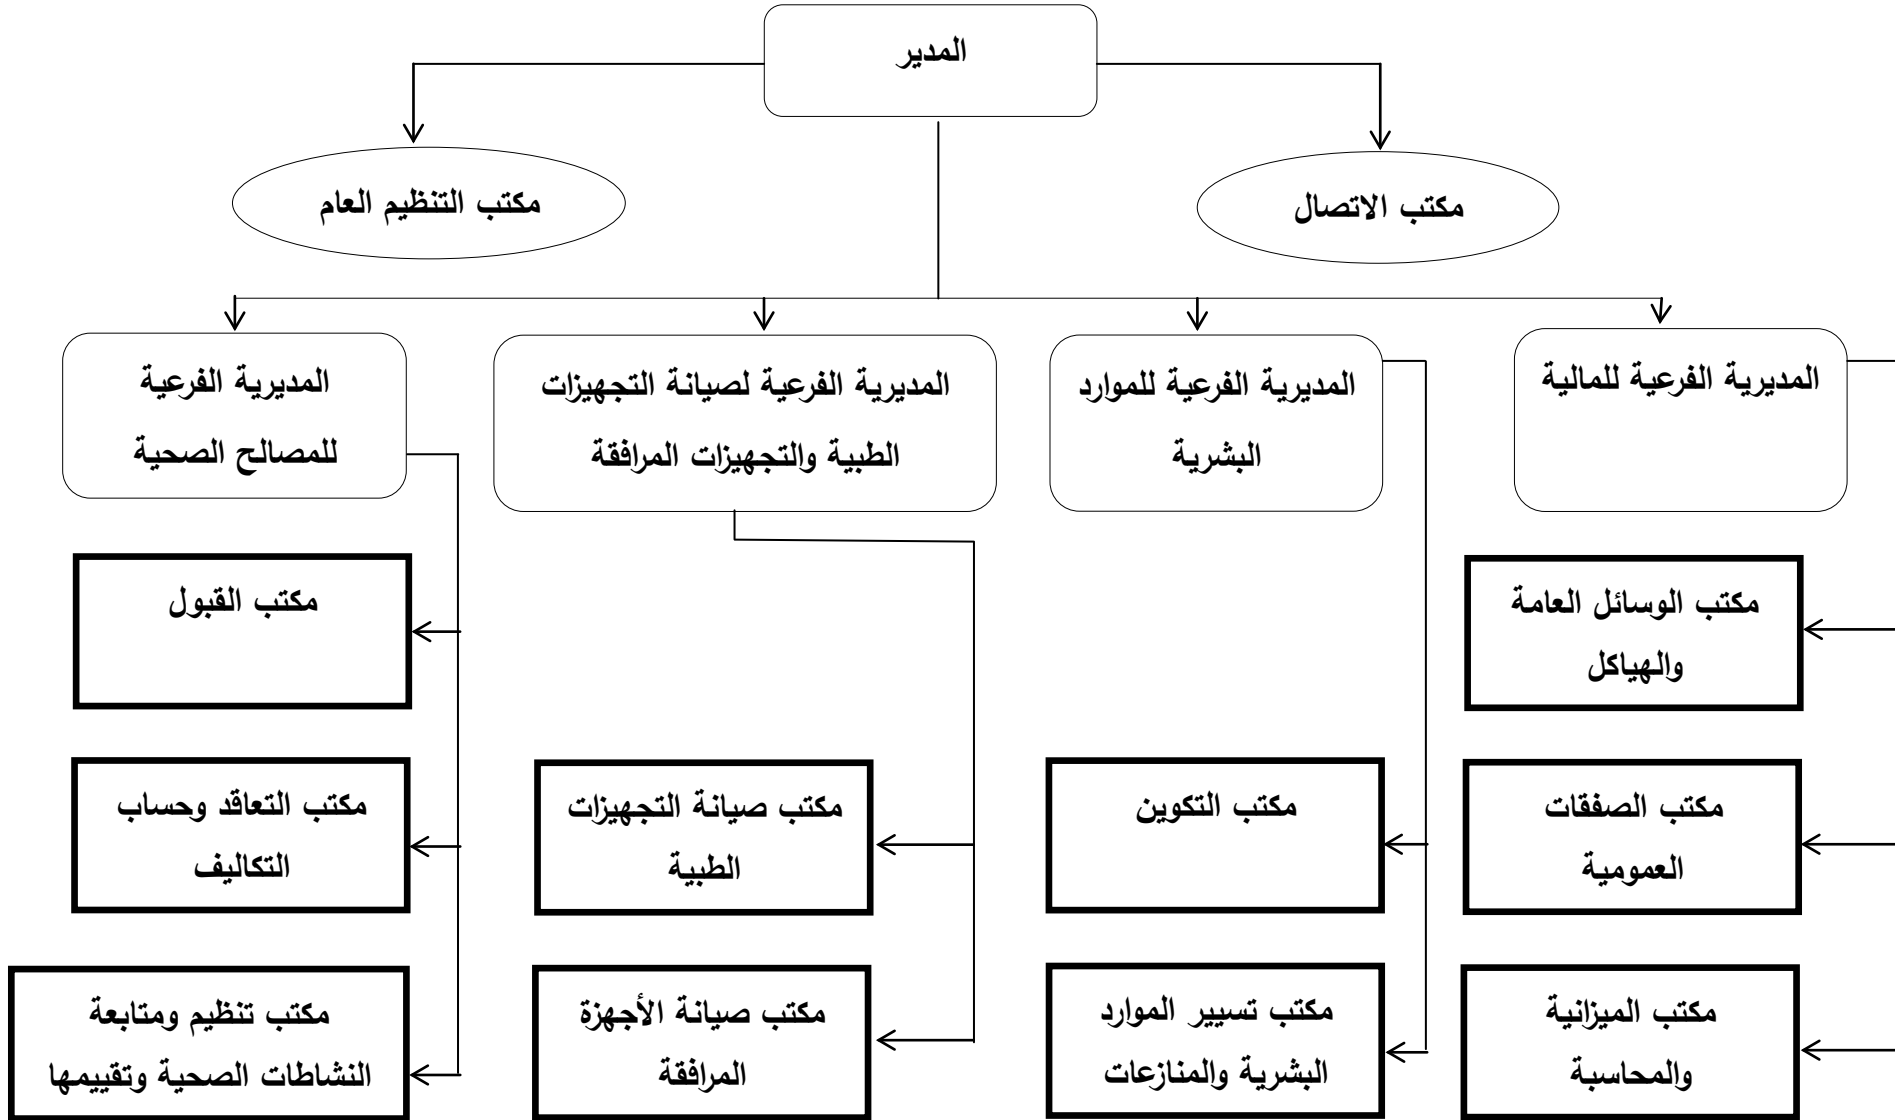 المدير
مكتب الاتصال
مكتب التنظيم العام
المديرية الفرعية للمالية
المديرية الفرعية للموارد
البشرية
المديرية الفرعية لصيانة التجهيزات
الطبية والتجهيزات المرافقة
المديرية الفرعية
للمصالح الصحية
مكتب الوسائل العامة
والهياكل
مكتب القبول
مكتب الصفقات
العمومية
مكتب التكوين
مكتب صيانة التجهيزات
الطبية
مكتب التعاقد وحساب
التكاليف
مكتب الميزانية
والمحاسبة
مكتب تسيير الموارد
البشرية والمنازعات
مكتب صيانة الأجهزة
المرافقة
مكتب تنظيم ومتابعة
النشاطات الصحية وتقييمها